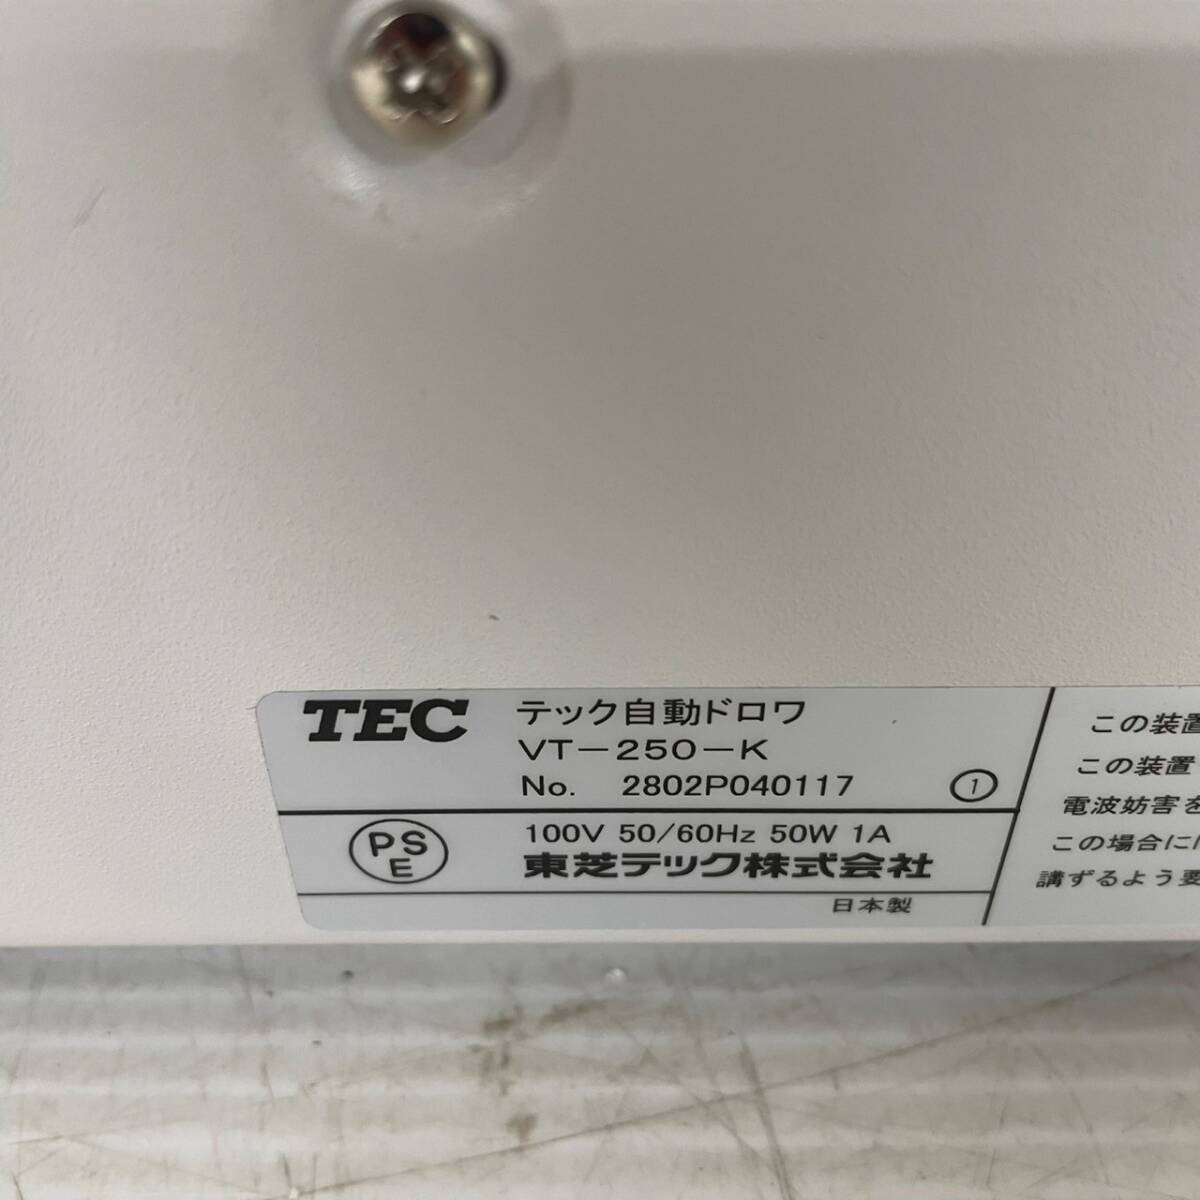 TEC
テック自動ドロワ
VT-250-K
No. 2802P040117 ①
PSE
100V 50/60Hz 50W 1A
東芝テック株式会社
日本製
この装置
この装置
電波妨害を
この場合に
講ずるよう要